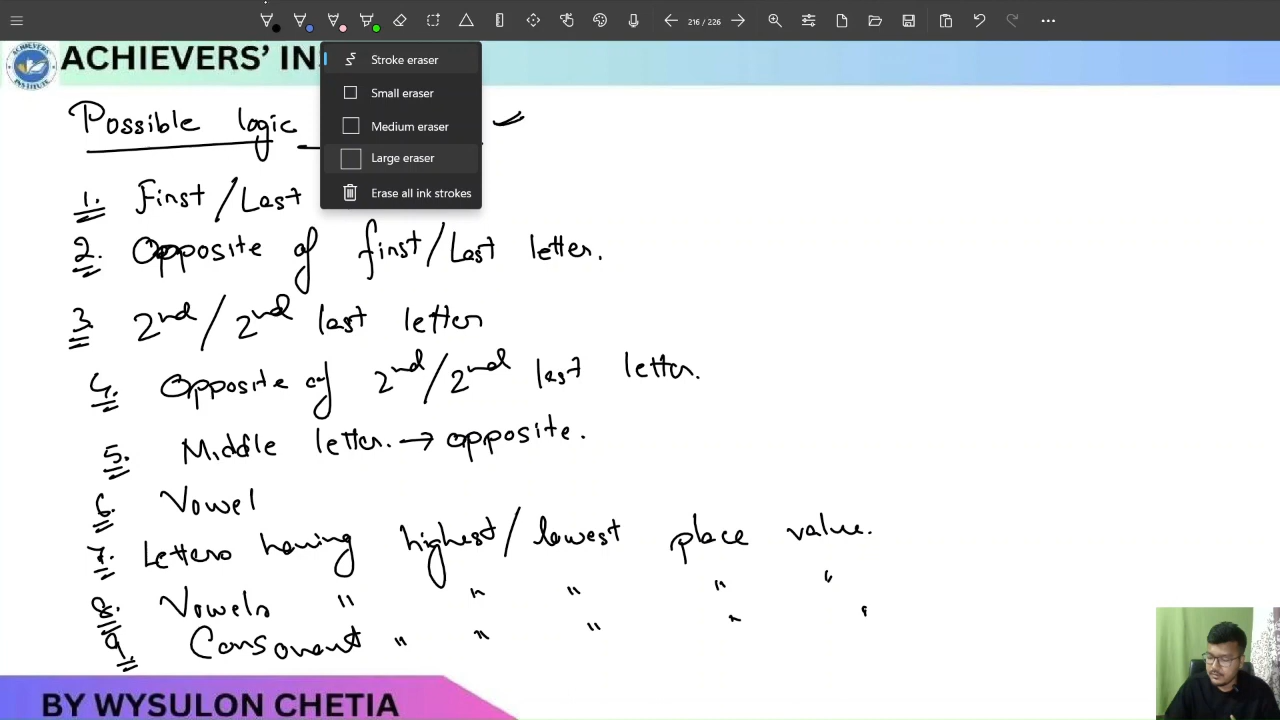 216 / 226
ACHIEVERS' IN
Stroke eraser
Small eraser
Medium eraser
Large eraser
Erase all ink strokes
Possible logic
1. First/Last
2. Opposite of first/Last letter.
3. 2nd/2nd last letter
4. Opposite of 2nd/2nd last letter.
5. Middle letter. → opposite.
6. Vowel
7. Letters having highest/lowest place value.
8. Vowels " " " " "
9. Consonant " " " " "
BY WYSULON CHETIA